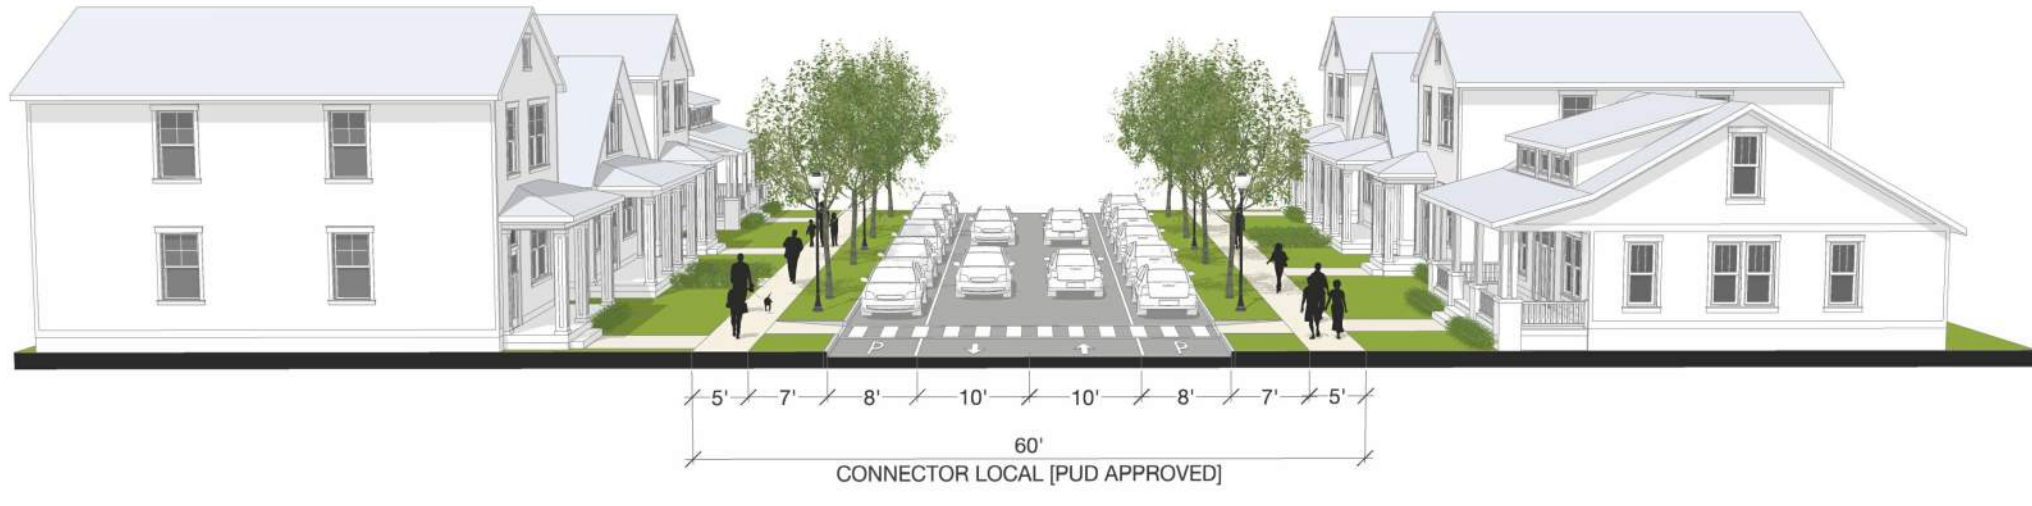 P P
5' 7' 8' 10' 10' 8' 7' 5'
60'
CONNECTOR LOCAL [PUD APPROVED]